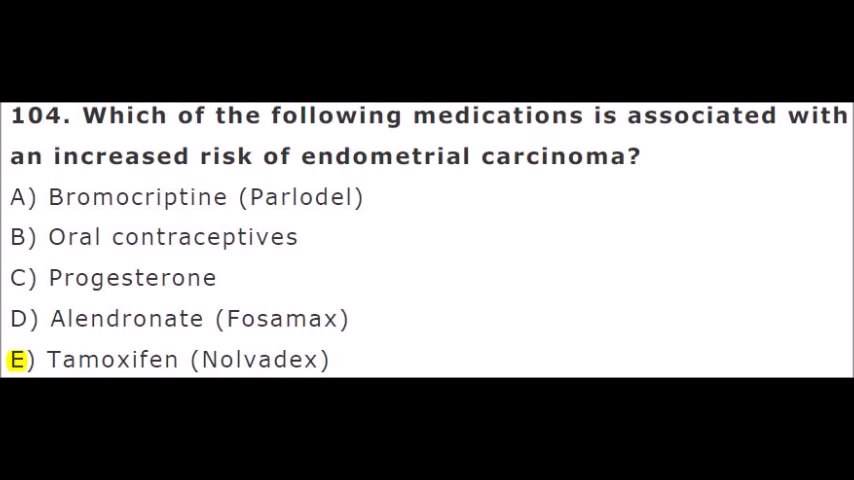 104. Which of the following medications is associated with
an increased risk of endometrial carcinoma?
A) Bromocriptine (Parlodel)
B) Oral contraceptives
C) Progesterone
D) Alendronate (Fosamax)
E) Tamoxifen (Nolvadex)